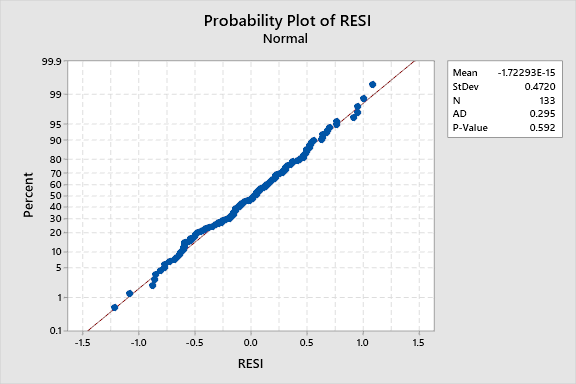 Probability Plot of RESI
Normal
Mean -1.72293E-15
StDev 0.4720
N 133
AD 0.295
P-Value 0.592
99.9
99
95
90
80
70
60
50
40
30
20
10
5
1
0.1
Percent
-1.5 -1.0 -0.5 0.0 0.5 1.0 1.5
RESI